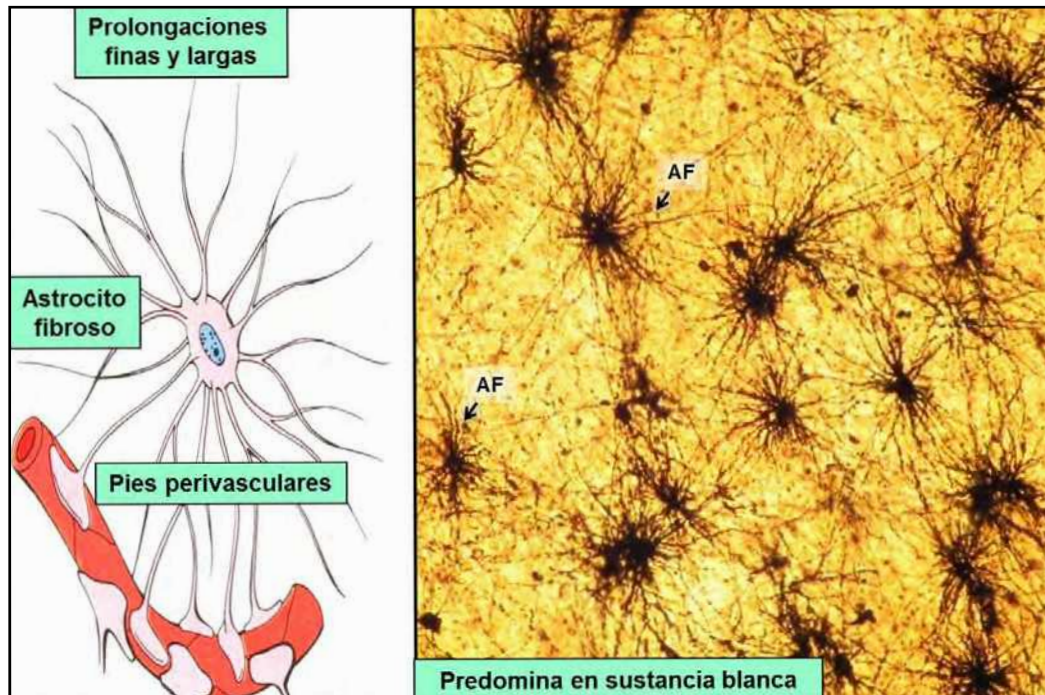 Prolongaciones
finas y largas
Astrocito
fibroso
Pies perivasculares
AF
AF
Predomina en sustancia blanca